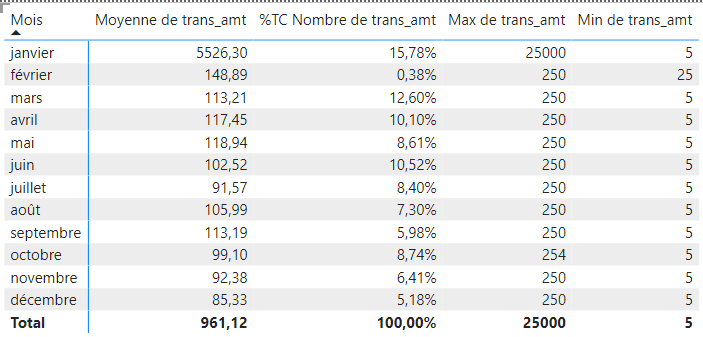 Mois Moyenne de trans_amt %TC Nombre de trans_amt Max de trans_amt Min de trans_amt
janvier 5526,30 15,78% 25000 5
février 148,89 0,38% 250 25
mars 113,21 12,60% 250 5
avril 117,45 10,10% 250 5
mai 118,94 8,61% 250 5
juin 102,52 10,52% 250 5
juillet 91,57 8,40% 250 5
août 105,99 7,30% 250 5
septembre 113,19 5,98% 250 5
octobre 99,10 8,74% 254 5
novembre 92,38 6,41% 250 5
décembre 85,33 5,18% 250 5
Total 961,12 100,00% 25000 5